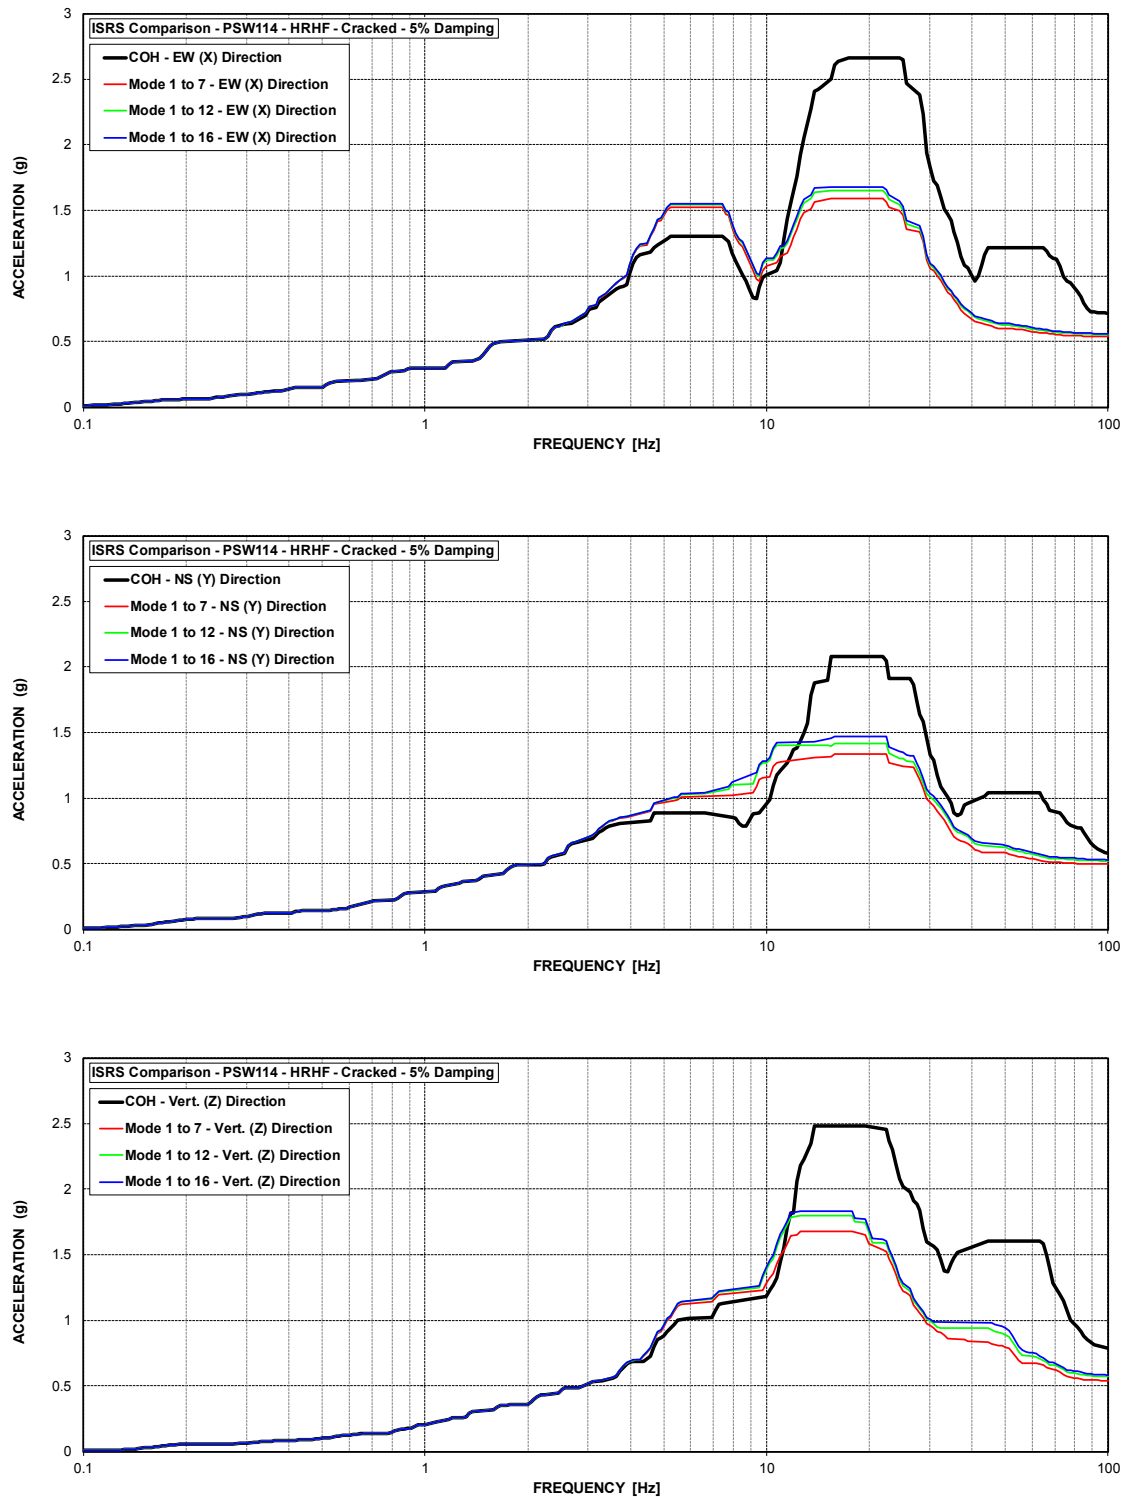 3
ISRS Comparison - PSW114 - HRHF - Cracked - 5% Damping
COH - EW (X) Direction
Mode 1 to 7 - EW (X) Direction
Mode 1 to 12 - EW (X) Direction
Mode 1 to 16 - EW (X) Direction
2.5
2
1.5
1
0.5
0
ACCELERATION (g)
0.1
1
10
100
FREQUENCY [Hz]
3
ISRS Comparison - PSW114 - HRHF - Cracked - 5% Damping
COH - NS (Y) Direction
Mode 1 to 7 - NS (Y) Direction
Mode 1 to 12 - NS (Y) Direction
Mode 1 to 16 - NS (Y) Direction
2.5
2
1.5
1
0.5
0
ACCELERATION (g)
0.1
1
10
100
FREQUENCY [Hz]
3
ISRS Comparison - PSW114 - HRHF - Cracked - 5% Damping
COH - Vert. (Z) Direction
Mode 1 to 7 - Vert. (Z) Direction
Mode 1 to 12 - Vert. (Z) Direction
Mode 1 to 16 - Vert. (Z) Direction
2.5
2
1.5
1
0.5
0
ACCELERATION (g)
0.1
1
10
100
FREQUENCY [Hz]